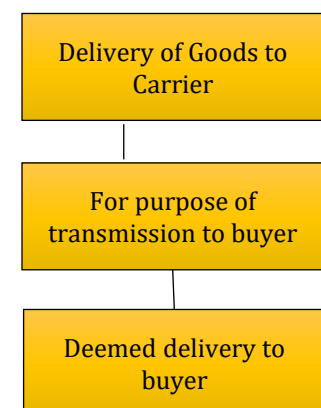 Delivery of Goods to
Carrier
For purpose of
transmission to buyer
Deemed delivery to
buyer